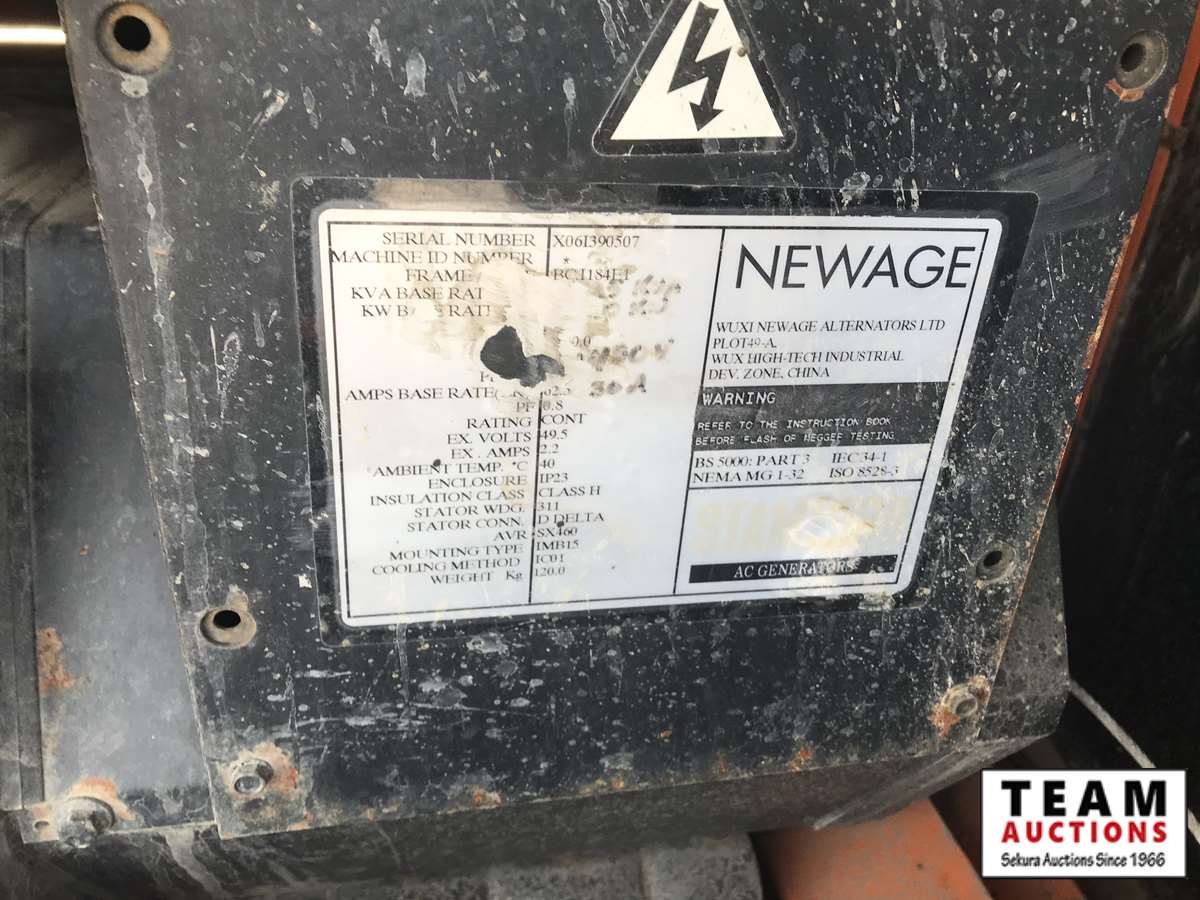 SERIAL NUMBER X06I390507
MACHINE ID NUMBER *
FRAME BCI184E1
KVA BASE RAT
KW BASE RATI
AMPS BASE RATE
PF 0.8
RATING CONT
EX. VOLTS 49.5
EX. AMPS 2.2
AMBIENT TEMP. °C 40
ENCLOSURE IP23
INSULATION CLASS CLASS H
STATOR WDG. 311
STATOR CONN. D DELTA
AVR SX460
MOUNTING TYPE IMB15
COOLING METHOD IC01
WEIGHT Kg 120.0
NEWAGE
WUXI NEWAGE ALTERNATORS LTD
PLOT49-A,
WUX HIGH-TECH INDUSTRIAL
DEV. ZONE, CHINA
WARNING
REFER TO THE INSTRUCTION BOOK
BEFORE FLASH OF MEGGER TESTING
BS 5000: PART 3 IEC 34-1
NEMA MG 1-32 ISO 8528-3
AC GENERATORS
TEAM
AUCTIONS
Sekura Auctions Since 1966